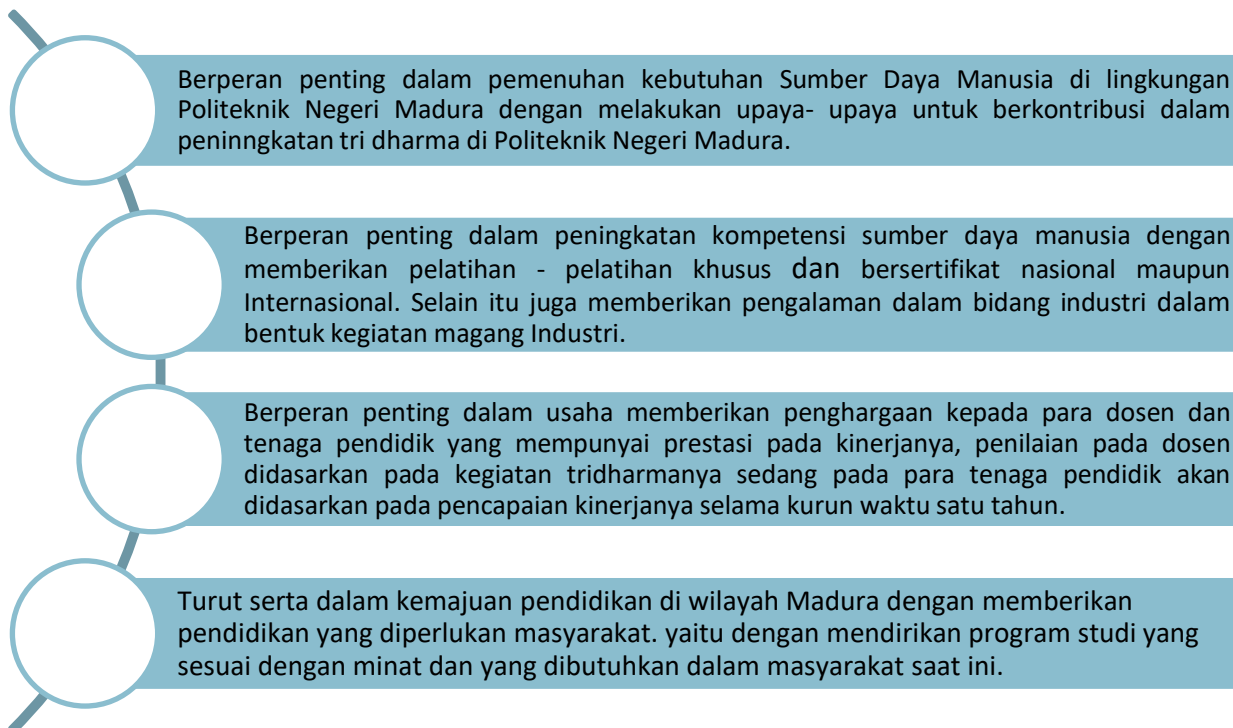 Berperan penting dalam pemenuhan kebutuhan Sumber Daya Manusia di lingkungan
Politeknik Negeri Madura dengan melakukan upaya- upaya untuk berkontribusi dalam
peninngkatan tri dharma di Politeknik Negeri Madura.
Berperan penting dalam peningkatan kompetensi sumber daya manusia dengan
memberikan pelatihan - pelatihan khusus dan bersertifikat nasional maupun
Internasional. Selain itu juga memberikan pengalaman dalam bidang industri dalam
bentuk kegiatan magang Industri.
Berperan penting dalam usaha memberikan penghargaan kepada para dosen dan
tenaga pendidik yang mempunyai prestasi pada kinerjanya, penilaian pada dosen
didasarkan pada kegiatan tridharmanya sedang pada para tenaga pendidik akan
didasarkan pada pencapaian kinerjanya selama kurun waktu satu tahun.
Turut serta dalam kemajuan pendidikan di wilayah Madura dengan memberikan
pendidikan yang diperlukan masyarakat. yaitu dengan mendirikan program studi yang
sesuai dengan minat dan yang dibutuhkan dalam masyarakat saat ini.